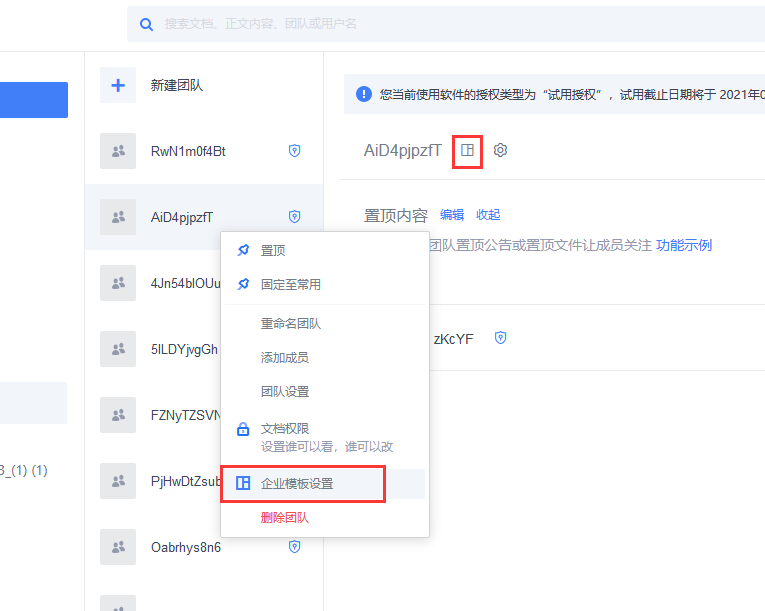 搜索文档、正文内容、团队或用户名
新建团队
RwN1m0f4Bt
AiD4pjpzfT
4Jn54blOUu
5ILDYjvgGh
FZNyTZSVN
PjHwDtZsub
Oabrhys8n6
3_(1) (1)
置顶
固定至常用
重命名团队
添加成员
团队设置
文档权限
设置谁可以看，谁可以改
企业模板设置
删除团队
您当前使用软件的授权类型为“试用授权”，试用截止日期将于 2021年0
AiD4pjpzfT
置顶内容 编辑 收起
团队置顶公告或置顶文件让成员关注 功能示例
zKcYF